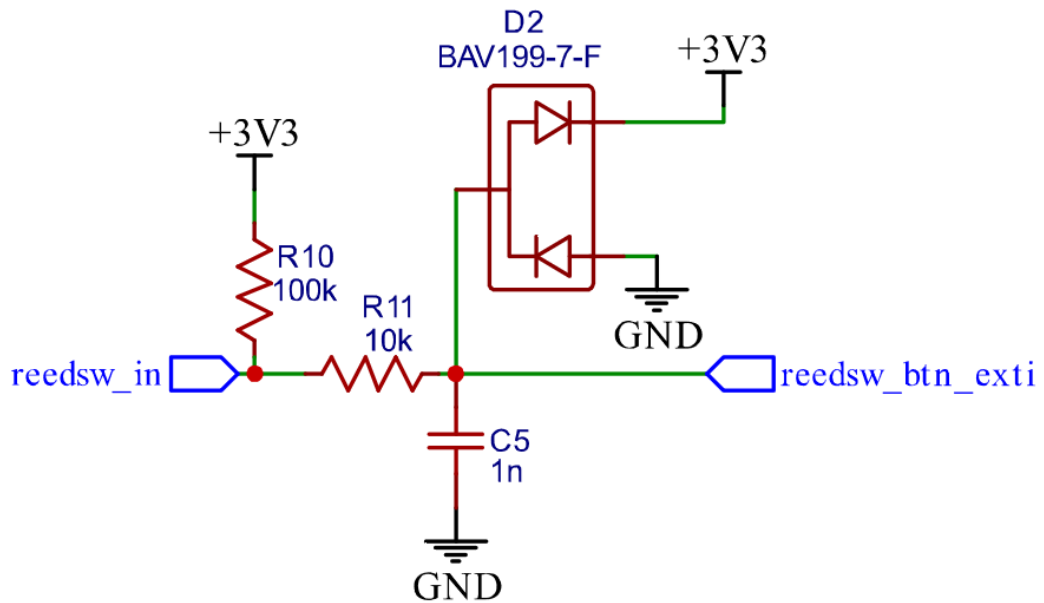 D2
BAV199-7-F
+3V3
+3V3
R10
100k
GND
R11
10k
reedsw_in
reedsw_btn_exti
C5
1n
GND